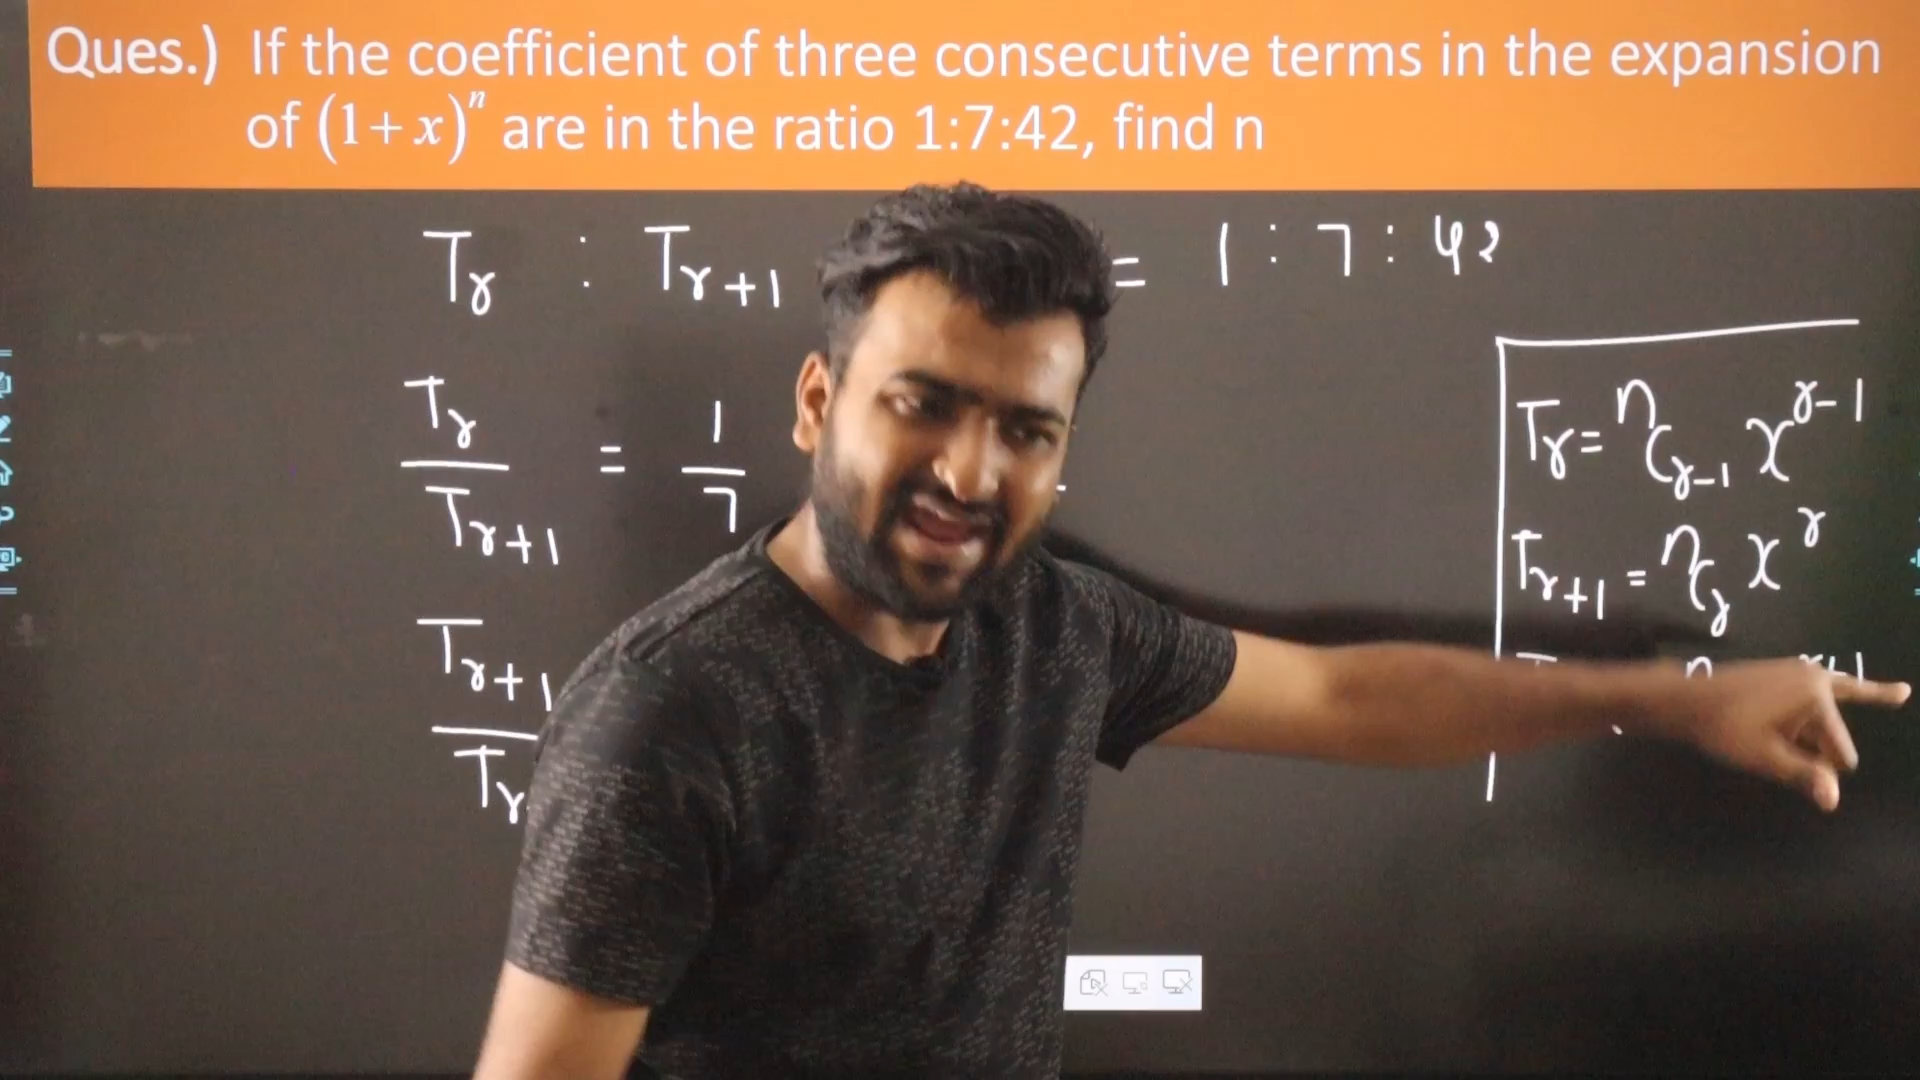 Ques.) If the coefficient of three consecutive terms in the expansion
of (1+x)ⁿ are in the ratio 1:7:42, find n
Tᵣ : Tᵣ₊₁ = 1 : 7 : 42
Tᵣ / Tᵣ₊₁ = 1/7
Tᵣ₊₁ / Tᵣ
Tᵣ = ⁿCᵣ₋₁ xʳ⁻¹
Tᵣ₊₁ = ⁿCᵣ xʳ